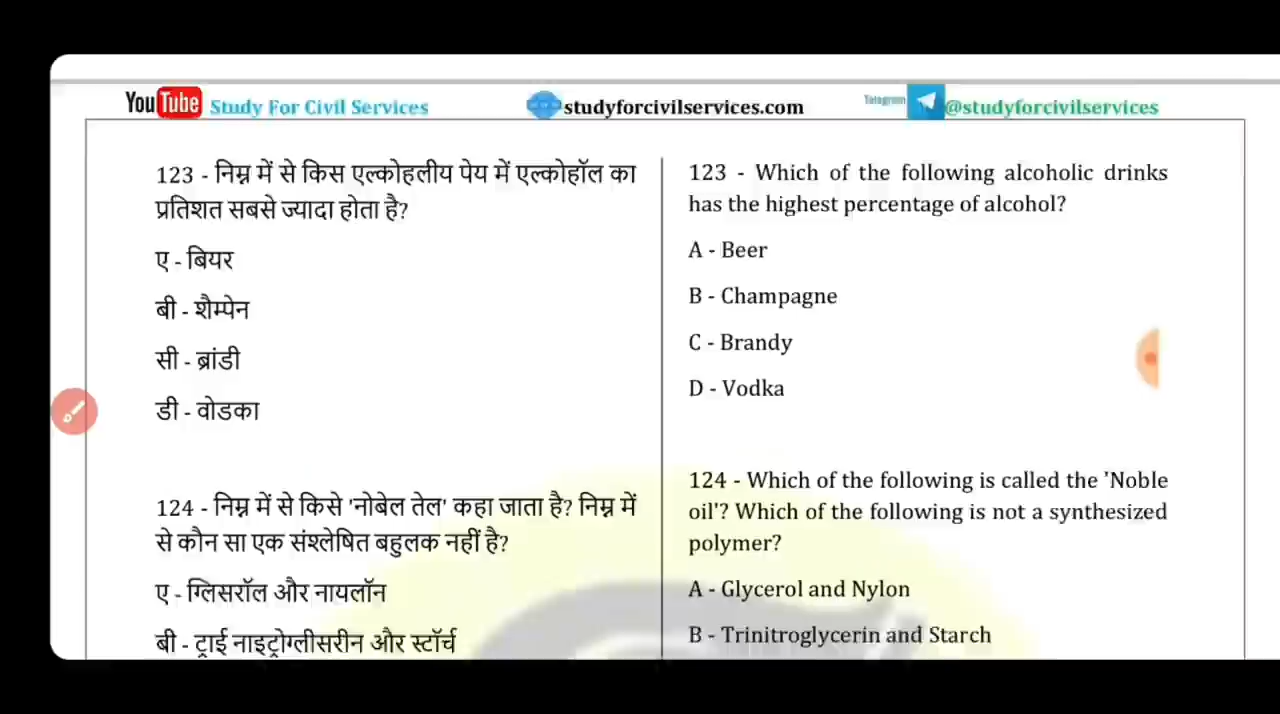 YouTube Study For Civil Services studyforcivilservices.com Telegram @studyforcivilservices
123 - निम्न में से किस एल्कोहलीय पेय में एल्कोहॉल का
प्रतिशत सबसे ज्यादा होता है?
ए - बियर
बी - शैम्पेन
सी - ब्रांडी
डी - वोडका
124 - निम्न में से किसे 'नोबेल तेल' कहा जाता है? निम्न में
से कौन सा एक संश्लेषित बहुलक नहीं है?
ए - ग्लिसरॉल और नायलॉन
बी - ट्राई नाइट्रोग्लीसरीन और स्टॉर्च
123 - Which of the following alcoholic drinks
has the highest percentage of alcohol?
A - Beer
B - Champagne
C - Brandy
D - Vodka
124 - Which of the following is called the 'Noble
oil'? Which of the following is not a synthesized
polymer?
A - Glycerol and Nylon
B - Trinitroglycerin and Starch